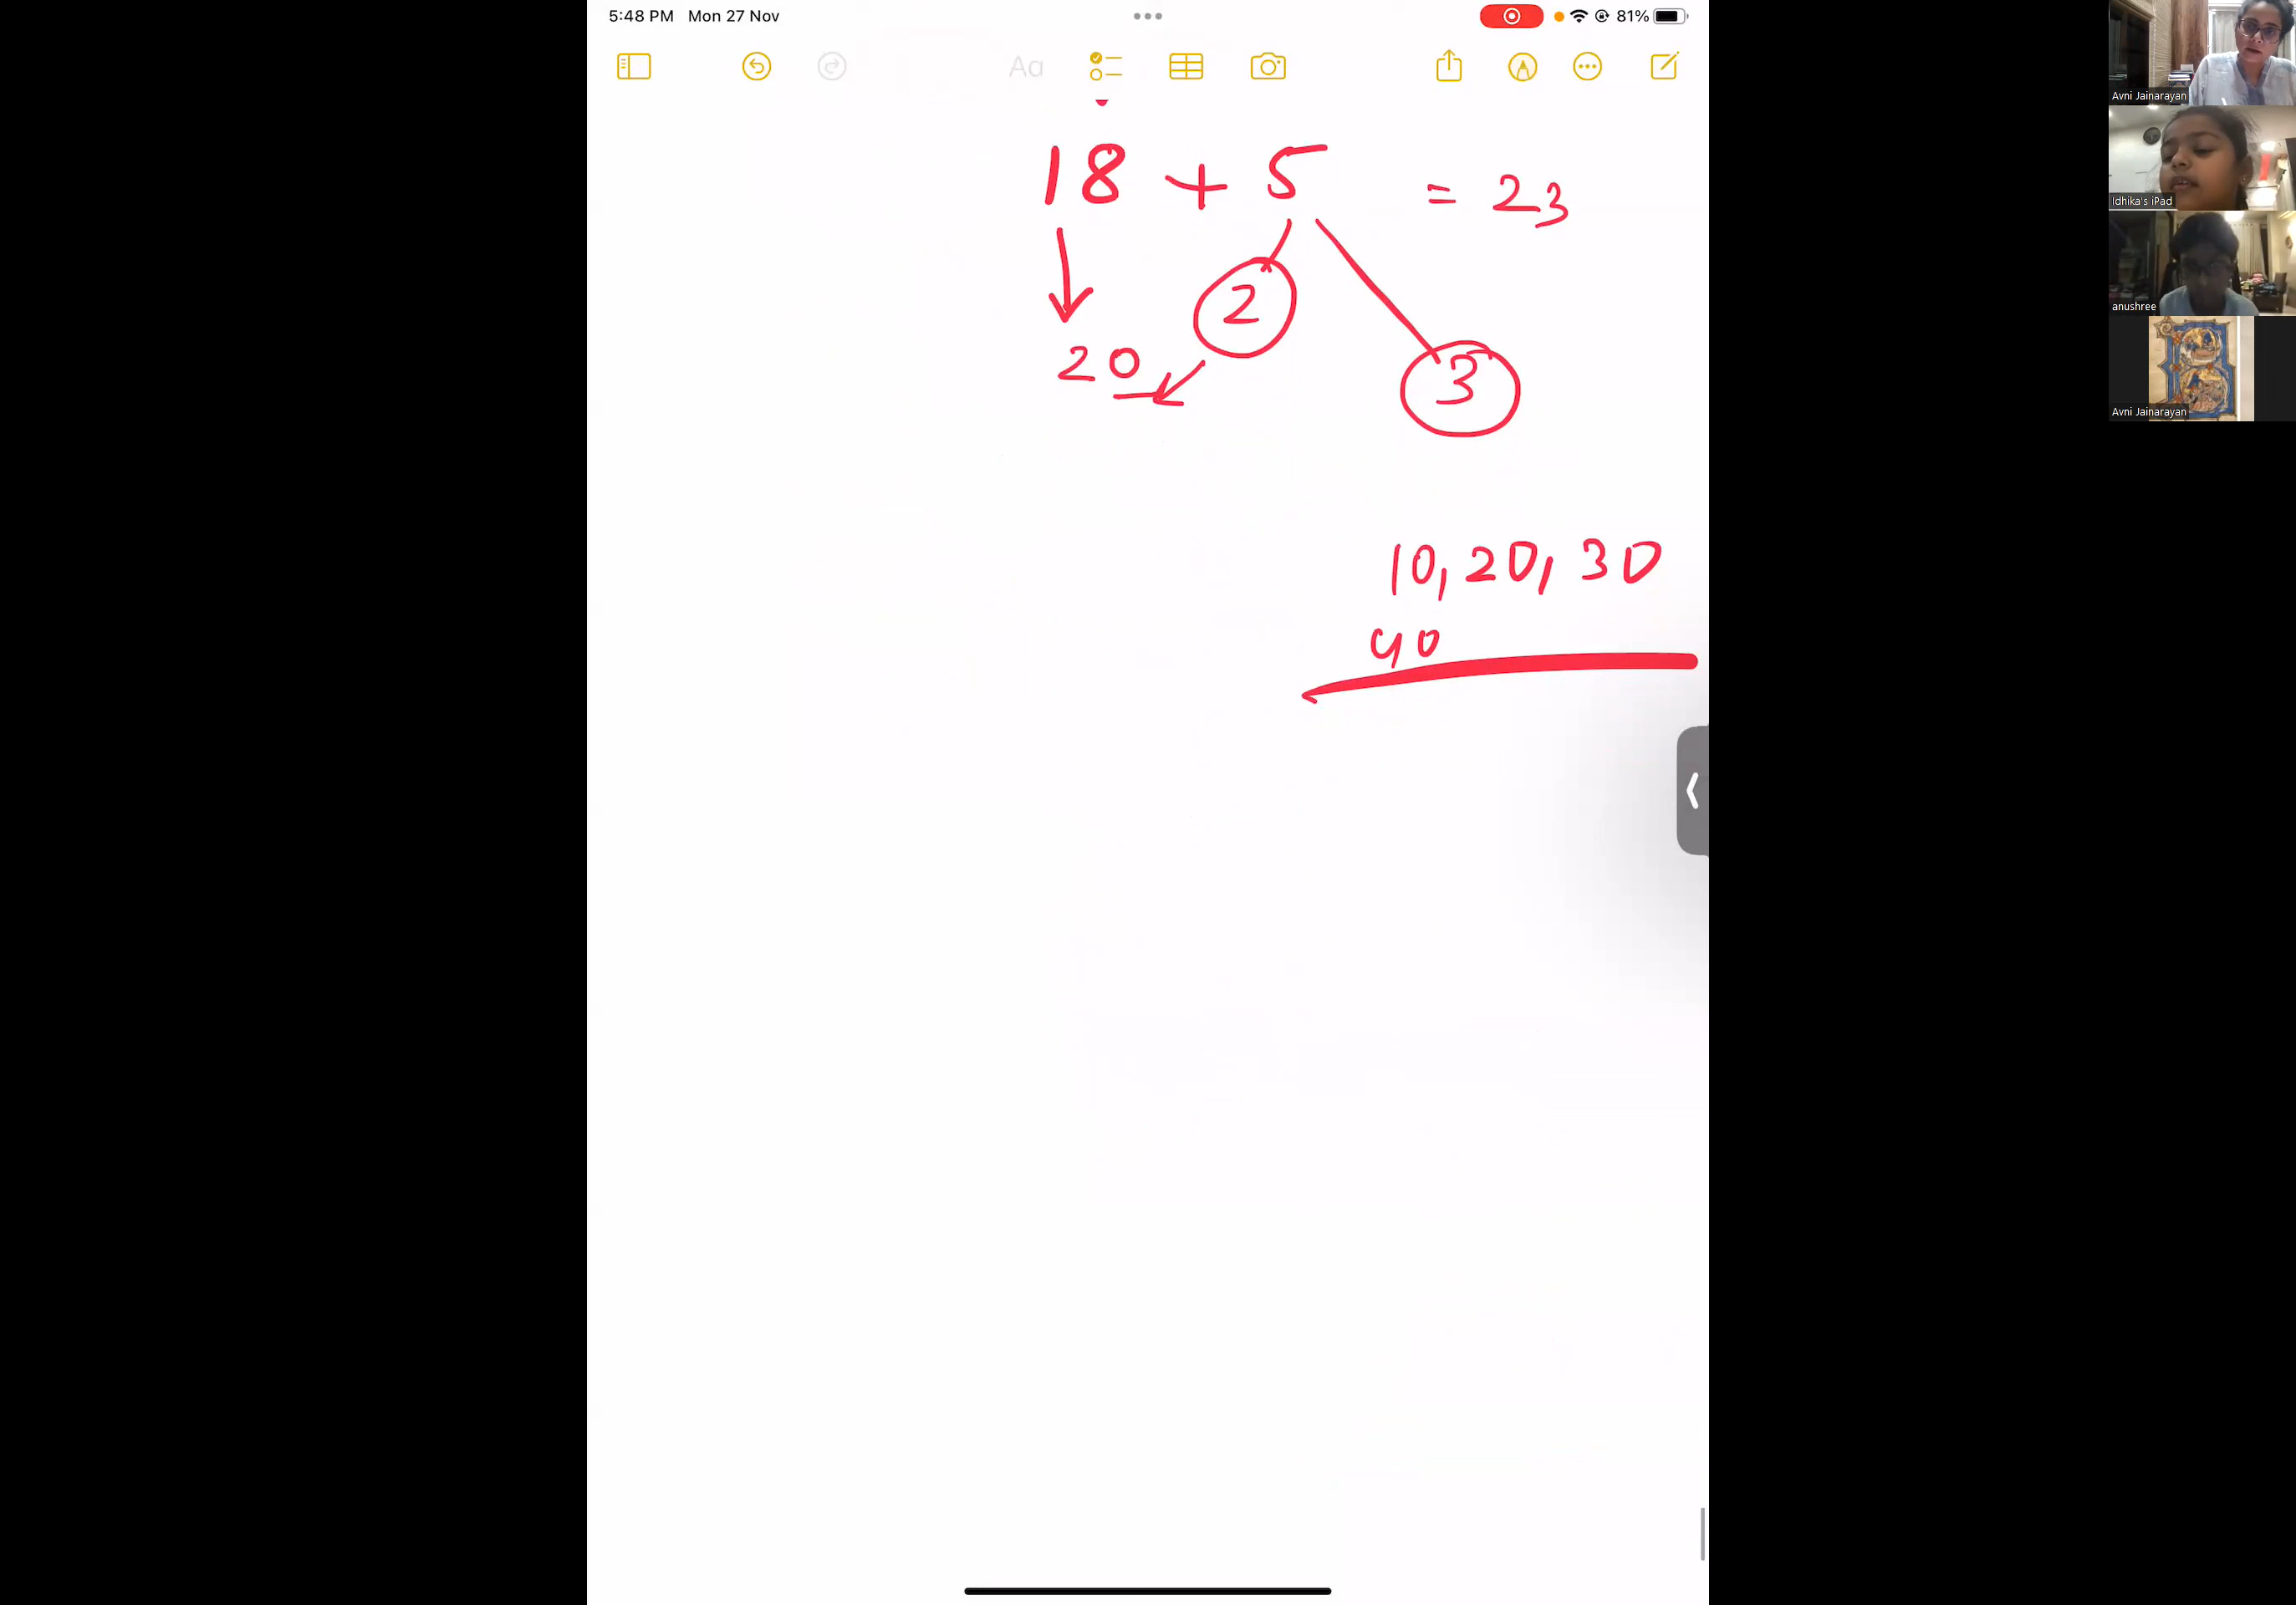 5:48 PM Mon 27 Nov
81%
Aa
18 + 5 = 23
2
20
3
10, 20, 30
40
Avni Jainarayan
Idhika's iPad
anushree
Avni Jainarayan